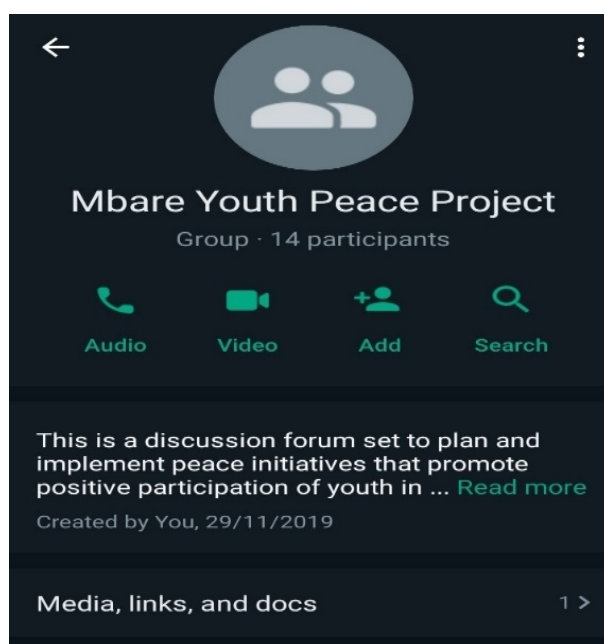 Mbare Youth Peace Project
Group · 14 participants
Audio Video Add Search
This is a discussion forum set to plan and
implement peace initiatives that promote
positive participation of youth in ... Read more
Created by You, 29/11/2019
Media, links, and docs 1 >